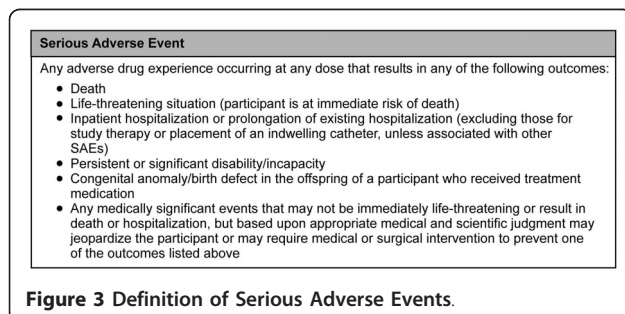 Serious Adverse Event
Any adverse drug experience occurring at any dose that results in any of the following outcomes:
• Death
• Life-threatening situation (participant is at immediate risk of death)
• Inpatient hospitalization or prolongation of existing hospitalization (excluding those for
study therapy or placement of an indwelling catheter, unless associated with other
SAEs)
• Persistent or significant disability/incapacity
• Congenital anomaly/birth defect in the offspring of a participant who received treatment
medication
• Any medically significant events that may not be immediately life-threatening or result in
death or hospitalization, but based upon appropriate medical and scientific judgment may
jeopardize the participant or may require medical or surgical intervention to prevent one
of the outcomes listed above
Figure 3 Definition of Serious Adverse Events.